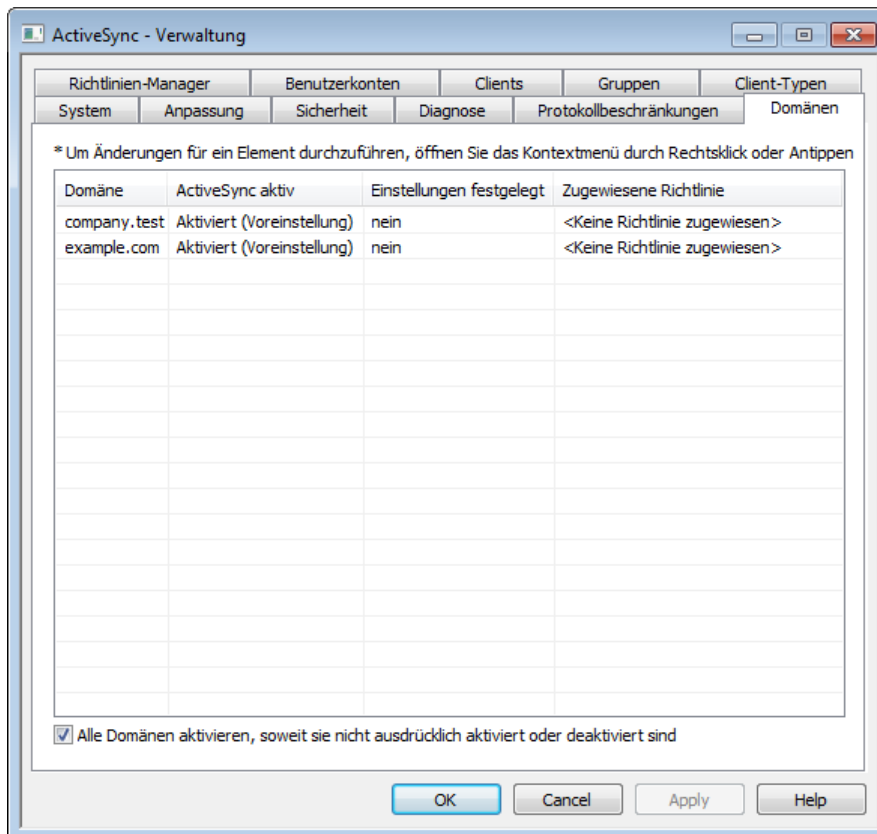 ActiveSync - Verwaltung
Richtlinien-Manager Benutzerkonten Clients Gruppen Client-Typen
System Anpassung Sicherheit Diagnose Protokollbeschränkungen Domänen
* Um Änderungen für ein Element durchzuführen, öffnen Sie das Kontextmenü durch Rechtsklick oder Antippen
Domäne ActiveSync aktiv Einstellungen festgelegt Zugewiesene Richtlinie
company.test Aktiviert (Voreinstellung) nein <Keine Richtlinie zugewiesen>
example.com Aktiviert (Voreinstellung) nein <Keine Richtlinie zugewiesen>
Alle Domänen aktivieren, soweit sie nicht ausdrücklich aktiviert oder deaktiviert sind
OK Cancel Apply Help